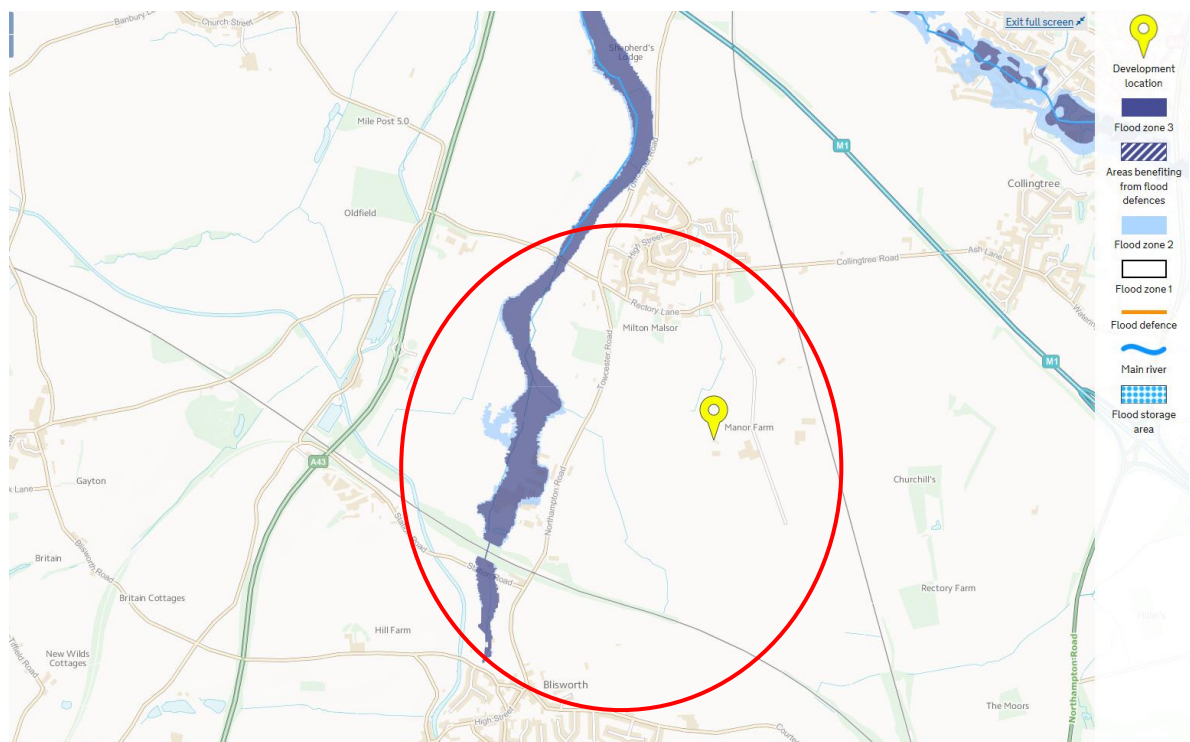 Exit full screen
Banbury Lane
Church Street
Shepherd's
Lodge
Mile Post 5.0
M1
Collingtree
Oldfield
High Street
Collingtree Road
Ash Lane
Rectory Lane
Milton Malsor
Towcester Road
M1
Manor Farm
A43
Gayton
Northampton Road
Churchill's
Station Road
Britain
Blisworth Road
Britain Cottages
Rectory Farm
Hill Farm
Tiffield Road
New Wilds
Cottages
Blisworth
High Street
The Moors
Northampton Road
Development
location
Flood zone 3
Areas benefiting
from flood
defences
Flood zone 2
Flood zone 1
Flood defence
Main river
Flood storage
area